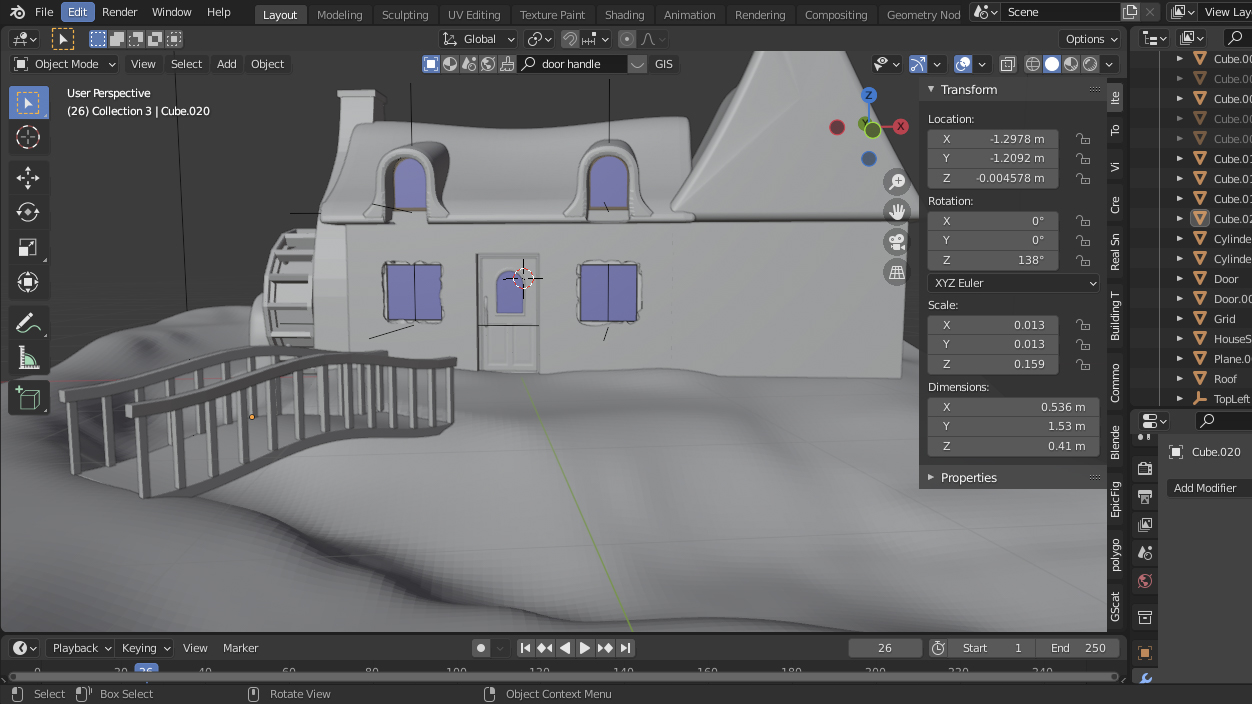 File Edit Render Window Help Layout Modeling Sculpting UV Editing Texture Paint Shading Animation Rendering Compositing Geometry Nod Scene View Lay
Global Options
Object Mode View Select Add Object door handle GIS
User Perspective
(26) Collection 3 | Cube.020
Z
Y
X
Transform
Location:
X -1.2978 m
Y -1.2092 m
Z -0.004578 m
Rotation:
X 0°
Y 0°
Z 138°
XYZ Euler
Scale:
X 0.013
Y 0.013
Z 0.159
Dimensions:
X 0.536 m
Y 1.53 m
Z 0.41 m
Properties
Ite
To
Vi
Cre
Real Sn
Building T
Commo
Blende
EpicFig
polygo
GScat
Cube.00
Cube.00
Cube.00
Cube.00
Cube.00
Cube.01
Cube.01
Cube.01
Cube.02
Cylinde
Cylinde
Door
Door.00
Grid
HouseS
Plane.0
Roof
TopLeft
Cube.020
Add Modifier
Playback Keying View Marker 26 Start 1 End 250
0 20 26 40 60 80 100 120 140 160 180 200 220 240
Select Box Select Rotate View Object Context Menu